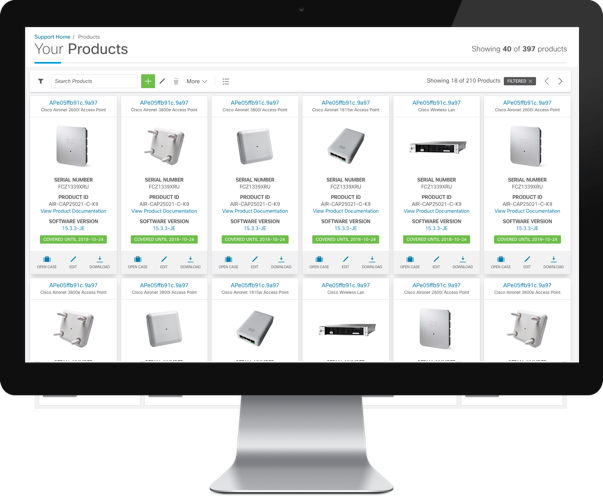 Support Home / Products
Your Products
Showing 40 of 397 products
Search Products
More
Showing 18 of 210 Products FILTERED ×
APe05ffb91c.9a97 APe05ffb91c.9a97 APe05ffb91c.9a97 APe05ffb91c.9a97 APe05ffb91c.9a97 APe05ffb91c.9a97
Cisco Aironet 2600i Access Point Cisco Aironet 3800e Access Point Cisco Aironet 2800i Access Point Cisco Aironet 1815w Access Point Cisco Wireless Lan Cisco Aironet 2600i Access Point
SERIAL NUMBER SERIAL NUMBER SERIAL NUMBER SERIAL NUMBER SERIAL NUMBER SERIAL NUMBER
FCZ1339XRU FCZ1339XRU FCZ1339XRU FCZ1339XRU FCZ1339XRU FCZ1339XRU
PRODUCT ID PRODUCT ID PRODUCT ID PRODUCT ID PRODUCT ID PRODUCT ID
AIR-CAP25021-C-K9 AIR-CAP25021-C-K9 AIR-CAP25021-C-K9 AIR-CAP25021-C-K9 AIR-CAP25021-C-K9 AIR-CAP25021-C-K9
View Product Documentation View Product Documentation View Product Documentation View Product Documentation View Product Documentation View Product Documentation
SOFTWARE VERSION SOFTWARE VERSION SOFTWARE VERSION SOFTWARE VERSION SOFTWARE VERSION SOFTWARE VERSION
15.3.3-JE 15.3.3-JE 15.3.3-JE 15.3.3-JE 15.3.3-JE 15.3.3-JE
COVERED UNTIL 2018-10-24 COVERED UNTIL 2018-10-24 COVERED UNTIL 2018-10-24 COVERED UNTIL 2018-10-24 COVERED UNTIL 2018-10-24 COVERED UNTIL 2018-10-24
OPEN CASE EDIT DOWNLOAD OPEN CASE EDIT DOWNLOAD OPEN CASE EDIT DOWNLOAD OPEN CASE EDIT DOWNLOAD OPEN CASE EDIT DOWNLOAD OPEN CASE EDIT DOWNLOAD
APe05ffb91c.9a97 APe05ffb91c.9a97 APe05ffb91c.9a97 APe05ffb91c.9a97 APe05ffb91c.9a97 APe05ffb91c.9a97
Cisco Aironet 3800e Access Point Cisco Aironet 2800i Access Point Cisco Aironet 1815w Access Point Cisco Wireless Lan Cisco Aironet 2600i Access Point Cisco Aironet 3800e Access Point